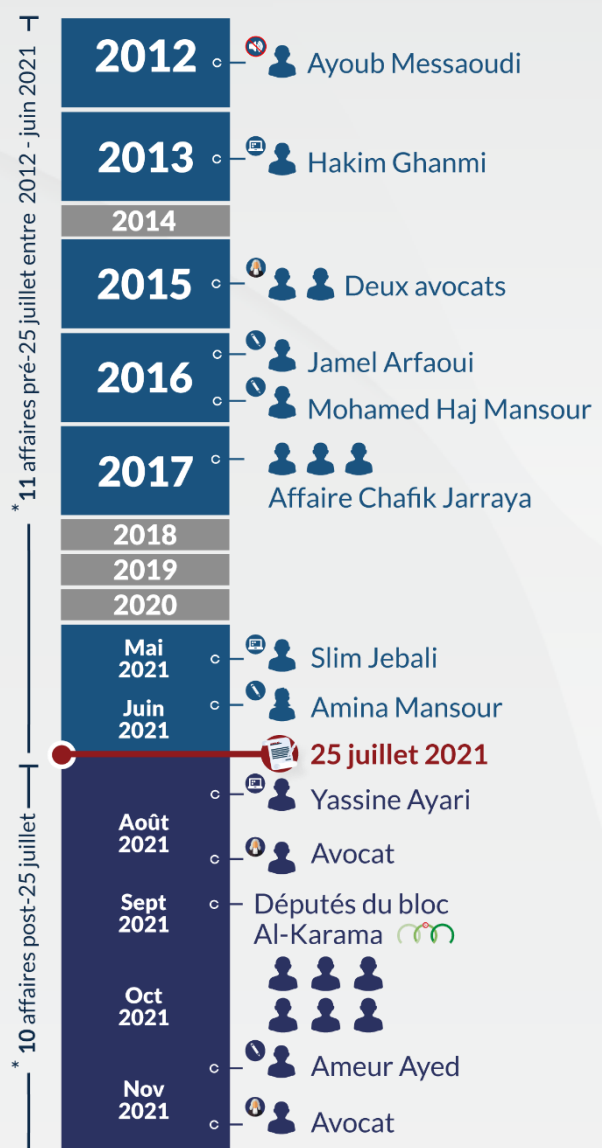 * 11 affaires pré-25 juillet entre 2012 - juin 2021
2012
c
Ayoub Messaoudi
2013
c
Hakim Ghanmi
2014
2015
c
Deux avocats
2016
c
Jamel Arfaoui
c
Mohamed Haj Mansour
2017
c
Affaire Chafik Jarraya
2018
2019
2020
Mai
2021
c
Slim Jebali
Juin
2021
c
Amina Mansour
25 juillet 2021
* 10 affaires post-25 juillet
c
Yassine Ayari
Août
2021
c
Avocat
Sept
2021
c
Députés du bloc
Al-Karama
Oct
2021
c
Ameur Ayed
Nov
2021
c
Avocat